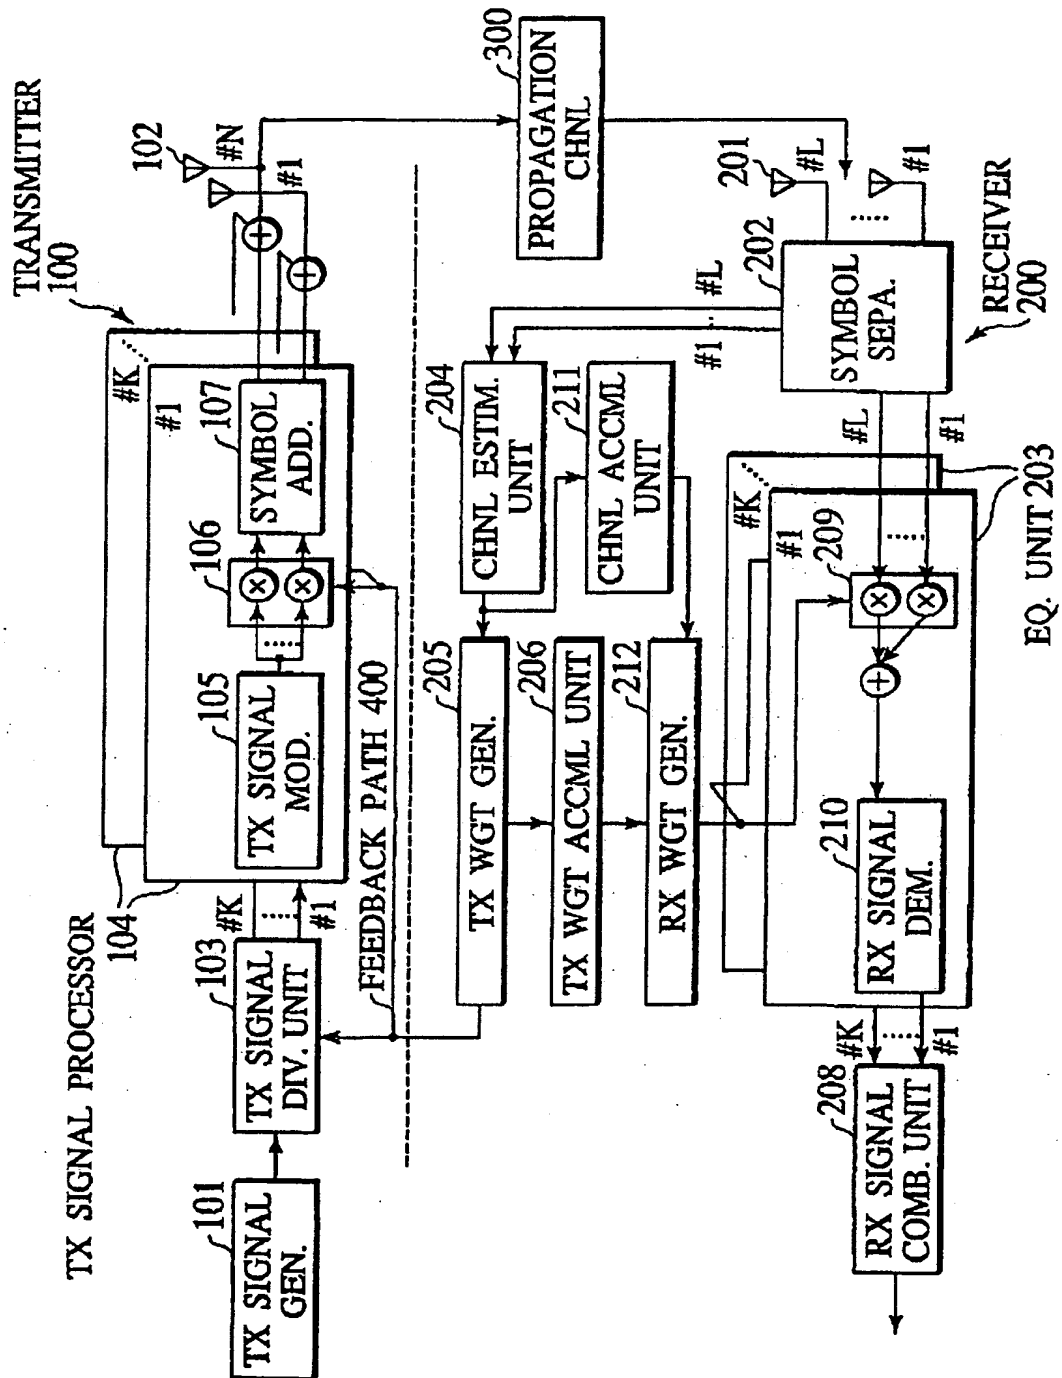 TRANSMITTER
100
TX SIGNAL PROCESSOR
104
#K
#1
101
TX SIGNAL
GEN.
103
TX SIGNAL
DIV. UNIT
#K
#1
105
TX SIGNAL
MOD.
106
107
SYMBOL
ADD.
102
#N
#1
FEEDBACK PATH 400
300
PROPAGATION
CHNL
205
TX WGT GEN.
206
TX WGT ACCML UNIT
212
RX WGT GEN.
204
CHNL ESTIM.
UNIT
211
CHNL ACCML
UNIT
#L
#1
201
#L
#1
202
SYMBOL
SEPA.
RECEIVER
200
#L
#1
#K
#1
209
210
RX SIGNAL
DEM.
EQ. UNIT 203
#K
#1
208
RX SIGNAL
COMB. UNIT